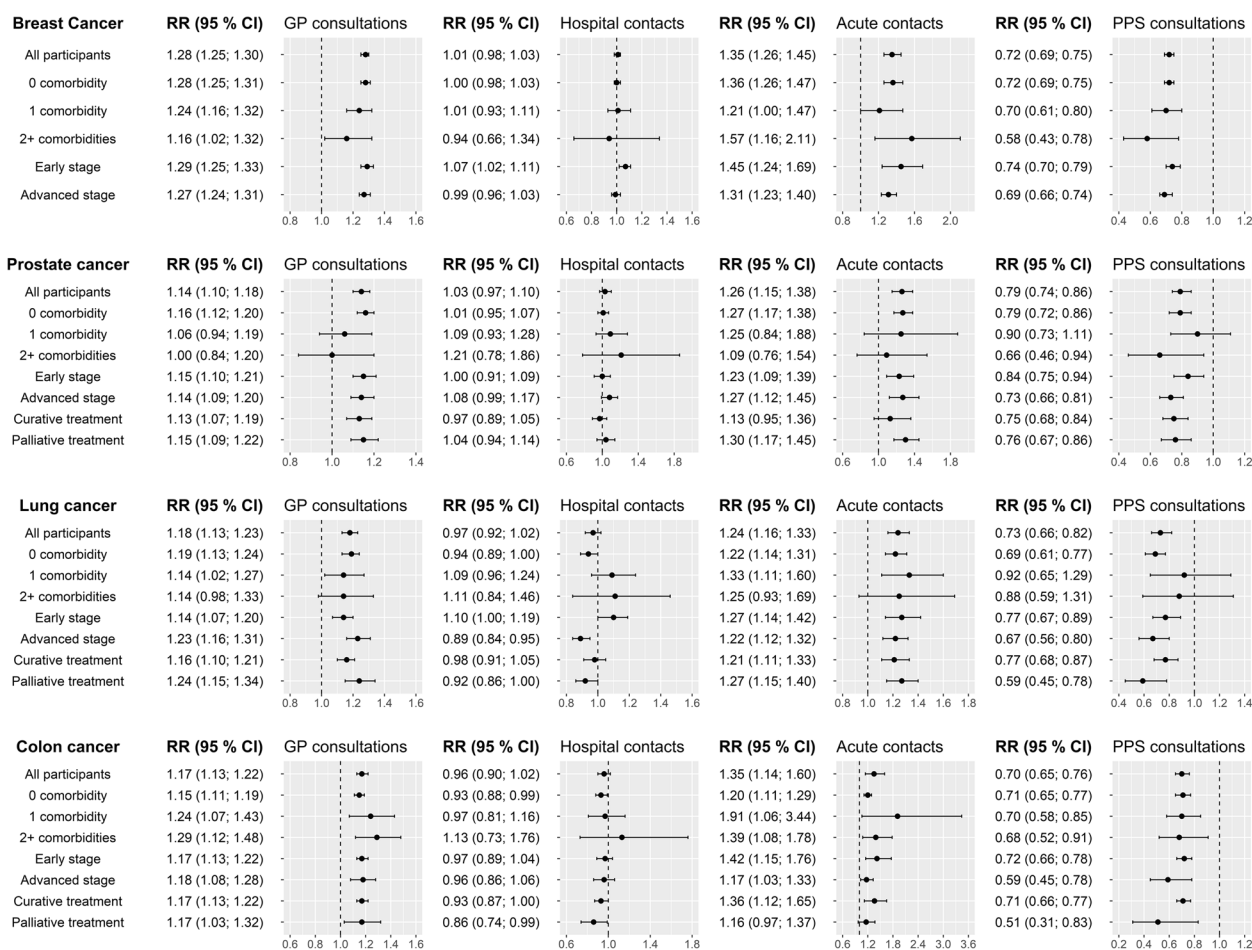 Breast Cancer RR (95 % CI) GP consultations RR (95 % CI) Hospital contacts RR (95 % CI) Acute contacts RR (95 % CI) PPS consultations
All participants 1.28 (1.25; 1.30) 1.01 (0.98; 1.03) 1.35 (1.26; 1.45) 0.72 (0.69; 0.75)
0 comorbidity 1.28 (1.25; 1.31) 1.00 (0.98; 1.03) 1.36 (1.26; 1.47) 0.72 (0.69; 0.75)
1 comorbidity 1.24 (1.16; 1.32) 1.01 (0.93; 1.11) 1.21 (1.00; 1.47) 0.70 (0.61; 0.80)
2+ comorbidities 1.16 (1.02; 1.32) 0.94 (0.66; 1.34) 1.57 (1.16; 2.11) 0.58 (0.43; 0.78)
Early stage 1.29 (1.25; 1.33) 1.07 (1.02; 1.11) 1.45 (1.24; 1.69) 0.74 (0.70; 0.79)
Advanced stage 1.27 (1.24; 1.31) 0.99 (0.96; 1.03) 1.31 (1.23; 1.40) 0.69 (0.66; 0.74)
0.8 1.0 1.2 1.4 1.6 0.6 0.8 1.0 1.2 1.4 1.6 0.8 1.2 1.6 2.0 0.4 0.6 0.8 1.0 1.2
Prostate cancer RR (95 % CI) GP consultations RR (95 % CI) Hospital contacts RR (95 % CI) Acute contacts RR (95 % CI) PPS consultations
All participants 1.14 (1.10; 1.18) 1.03 (0.97; 1.10) 1.26 (1.15; 1.38) 0.79 (0.74; 0.86)
0 comorbidity 1.16 (1.12; 1.20) 1.01 (0.95; 1.07) 1.27 (1.17; 1.38) 0.79 (0.72; 0.86)
1 comorbidity 1.06 (0.94; 1.19) 1.09 (0.93; 1.28) 1.25 (0.84; 1.88) 0.90 (0.73; 1.11)
2+ comorbidities 1.00 (0.84; 1.20) 1.21 (0.78; 1.86) 1.09 (0.76; 1.54) 0.66 (0.46; 0.94)
Early stage 1.15 (1.10; 1.21) 1.00 (0.91; 1.09) 1.23 (1.09; 1.39) 0.84 (0.75; 0.94)
Advanced stage 1.14 (1.09; 1.20) 1.08 (0.99; 1.17) 1.27 (1.12; 1.45) 0.73 (0.66; 0.81)
Curative treatment 1.13 (1.07; 1.19) 0.97 (0.89; 1.05) 1.13 (0.95; 1.36) 0.75 (0.68; 0.84)
Palliative treatment 1.15 (1.09; 1.22) 1.04 (0.94; 1.14) 1.30 (1.17; 1.45) 0.76 (0.67; 0.86)
0.8 1.0 1.2 1.4 0.6 1.0 1.4 1.8 0.6 1.0 1.4 1.8 0.4 0.6 0.8 1.0 1.2
Lung cancer RR (95 % CI) GP consultations RR (95 % CI) Hospital contacts RR (95 % CI) Acute contacts RR (95 % CI) PPS consultations
All participants 1.18 (1.13; 1.23) 0.97 (0.92; 1.02) 1.24 (1.16; 1.33) 0.73 (0.66; 0.82)
0 comorbidity 1.19 (1.13; 1.24) 0.94 (0.89; 1.00) 1.22 (1.14; 1.31) 0.69 (0.61; 0.77)
1 comorbidity 1.14 (1.02; 1.27) 1.09 (0.96; 1.24) 1.33 (1.11; 1.60) 0.92 (0.65; 1.29)
2+ comorbidities 1.14 (0.98; 1.33) 1.11 (0.84; 1.46) 1.25 (0.93; 1.69) 0.88 (0.59; 1.31)
Early stage 1.14 (1.07; 1.20) 1.10 (1.00; 1.19) 1.27 (1.14; 1.42) 0.77 (0.67; 0.89)
Advanced stage 1.23 (1.16; 1.31) 0.89 (0.84; 0.95) 1.22 (1.12; 1.32) 0.67 (0.56; 0.80)
Curative treatment 1.16 (1.10; 1.21) 0.98 (0.91; 1.05) 1.21 (1.11; 1.33) 0.77 (0.68; 0.87)
Palliative treatment 1.24 (1.15; 1.34) 0.92 (0.86; 1.00) 1.27 (1.15; 1.40) 0.59 (0.45; 0.78)
0.8 1.0 1.2 1.4 1.6 0.6 0.8 1.0 1.2 1.4 1.6 0.8 1.0 1.2 1.4 1.6 1.8 0.4 0.6 0.8 1.0 1.2 1.4
Colon cancer RR (95 % CI) GP consultations RR (95 % CI) Hospital contacts RR (95 % CI) Acute contacts RR (95 % CI) PPS consultations
All participants 1.17 (1.13; 1.22) 0.96 (0.90; 1.02) 1.35 (1.14; 1.60) 0.70 (0.65; 0.76)
0 comorbidity 1.15 (1.11; 1.19) 0.93 (0.88; 0.99) 1.20 (1.11; 1.29) 0.71 (0.65; 0.77)
1 comorbidity 1.24 (1.07; 1.43) 0.97 (0.81; 1.16) 1.91 (1.06; 3.44) 0.70 (0.58; 0.85)
2+ comorbidities 1.29 (1.12; 1.48) 1.13 (0.73; 1.76) 1.39 (1.08; 1.78) 0.68 (0.52; 0.91)
Early stage 1.17 (1.13; 1.22) 0.97 (0.89; 1.04) 1.42 (1.15; 1.76) 0.72 (0.66; 0.78)
Advanced stage 1.18 (1.08; 1.28) 0.96 (0.86; 1.06) 1.17 (1.03; 1.33) 0.59 (0.45; 0.78)
Curative treatment 1.17 (1.13; 1.22) 0.93 (0.87; 1.00) 1.36 (1.12; 1.65) 0.71 (0.66; 0.77)
Palliative treatment 1.17 (1.03; 1.32) 0.86 (0.74; 0.99) 1.16 (0.97; 1.37) 0.51 (0.31; 0.83)
0.8 1.0 1.2 1.4 1.6 0.6 1.0 1.4 1.8 0.6 1.2 1.8 2.4 3.0 3.6 0.2 0.4 0.6 0.8 1.0 1.2